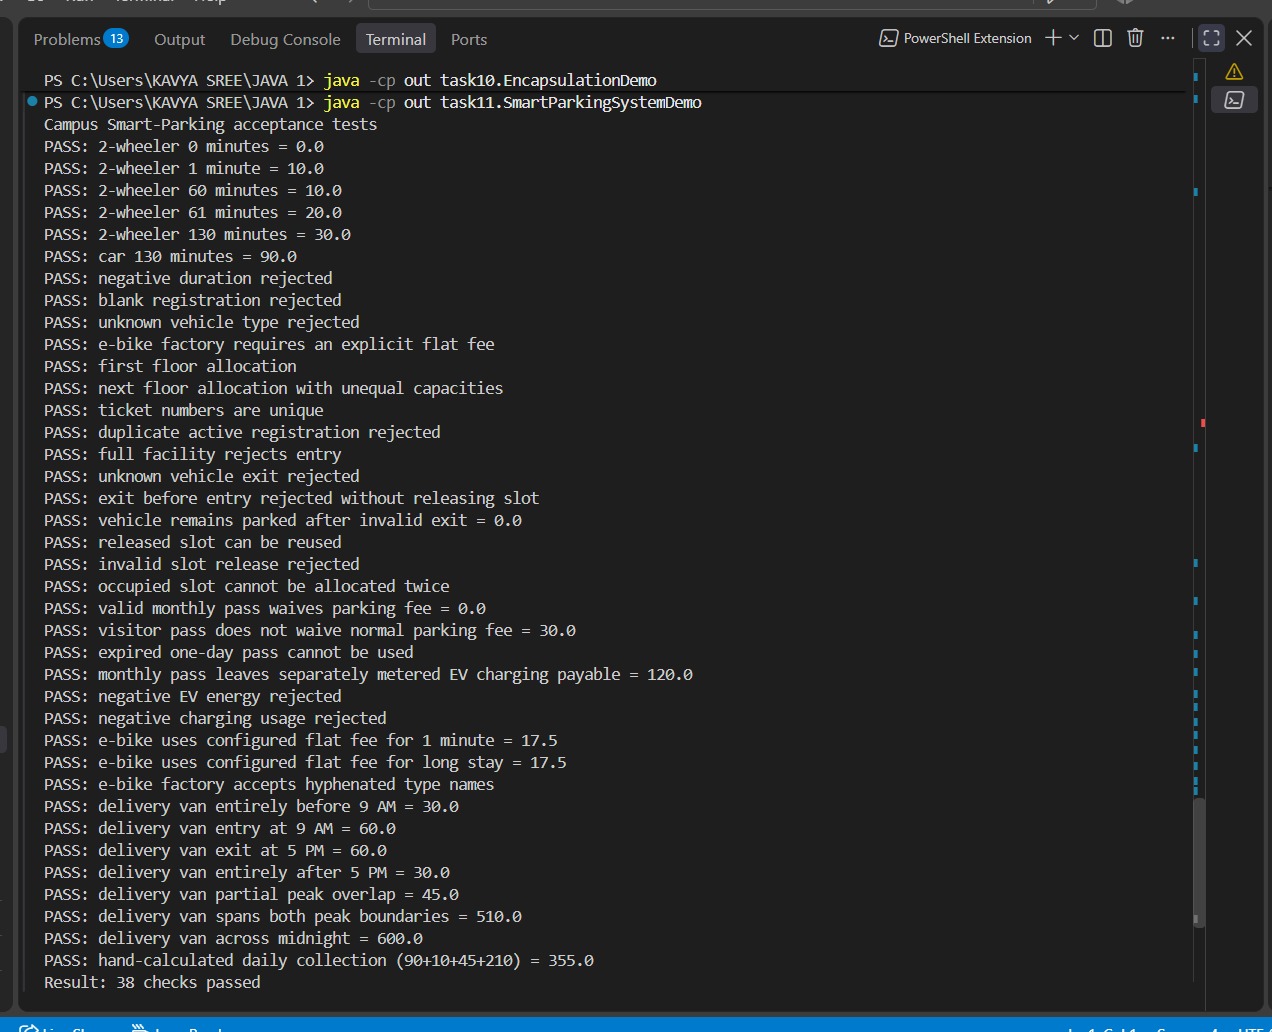 Problems 13 Output Debug Console Terminal Ports PowerShell Extension
PS C:\Users\KAVYA SREE\JAVA 1> java -cp out task10.EncapsulationDemo
PS C:\Users\KAVYA SREE\JAVA 1> java -cp out task11.SmartParkingSystemDemo
Campus Smart-Parking acceptance tests
PASS: 2-wheeler 0 minutes = 0.0
PASS: 2-wheeler 1 minute = 10.0
PASS: 2-wheeler 60 minutes = 10.0
PASS: 2-wheeler 61 minutes = 20.0
PASS: 2-wheeler 130 minutes = 30.0
PASS: car 130 minutes = 90.0
PASS: negative duration rejected
PASS: blank registration rejected
PASS: unknown vehicle type rejected
PASS: e-bike factory requires an explicit flat fee
PASS: first floor allocation
PASS: next floor allocation with unequal capacities
PASS: ticket numbers are unique
PASS: duplicate active registration rejected
PASS: full facility rejects entry
PASS: unknown vehicle exit rejected
PASS: exit before entry rejected without releasing slot
PASS: vehicle remains parked after invalid exit = 0.0
PASS: released slot can be reused
PASS: invalid slot release rejected
PASS: occupied slot cannot be allocated twice
PASS: valid monthly pass waives parking fee = 0.0
PASS: visitor pass does not waive normal parking fee = 30.0
PASS: expired one-day pass cannot be used
PASS: monthly pass leaves separately metered EV charging payable = 120.0
PASS: negative EV energy rejected
PASS: negative charging usage rejected
PASS: e-bike uses configured flat fee for 1 minute = 17.5
PASS: e-bike uses configured flat fee for long stay = 17.5
PASS: e-bike factory accepts hyphenated type names
PASS: delivery van entirely before 9 AM = 30.0
PASS: delivery van entry at 9 AM = 60.0
PASS: delivery van exit at 5 PM = 60.0
PASS: delivery van entirely after 5 PM = 30.0
PASS: delivery van partial peak overlap = 45.0
PASS: delivery van spans both peak boundaries = 510.0
PASS: delivery van across midnight = 600.0
PASS: hand-calculated daily collection (90+10+45+210) = 355.0
Result: 38 checks passed